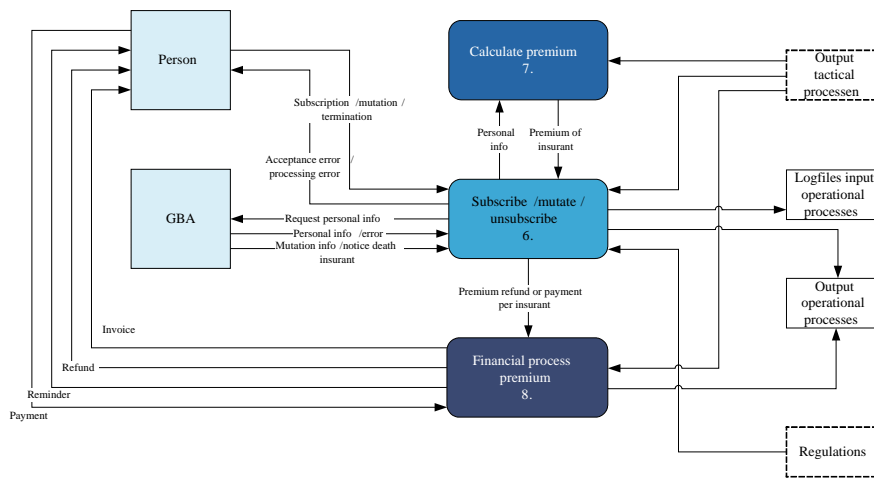 Person
Calculate premium
7.
Output
tactical
processen
Subscription /mutation /
termination
Personal
info
Premium of
insurant
Acceptance error /
processing error
GBA
Request personal info
Personal info /error
Mutation info /notice death
insurant
Subscribe /mutate /
unsubscribe
6.
Logfiles input
operational
processes
Premium refund or payment
per insurant
Output
operational
processes
Invoice
Refund
Reminder
Payment
Financial process
premium
8.
Regulations